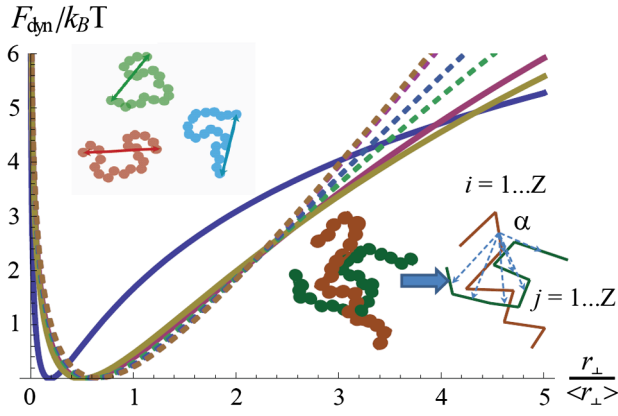 F_dyn/k_BT
6
5
4
3
2
1
0
1
2
3
4
5
r_⊥
<r_⊥>
i = 1...Z
α
j = 1...Z